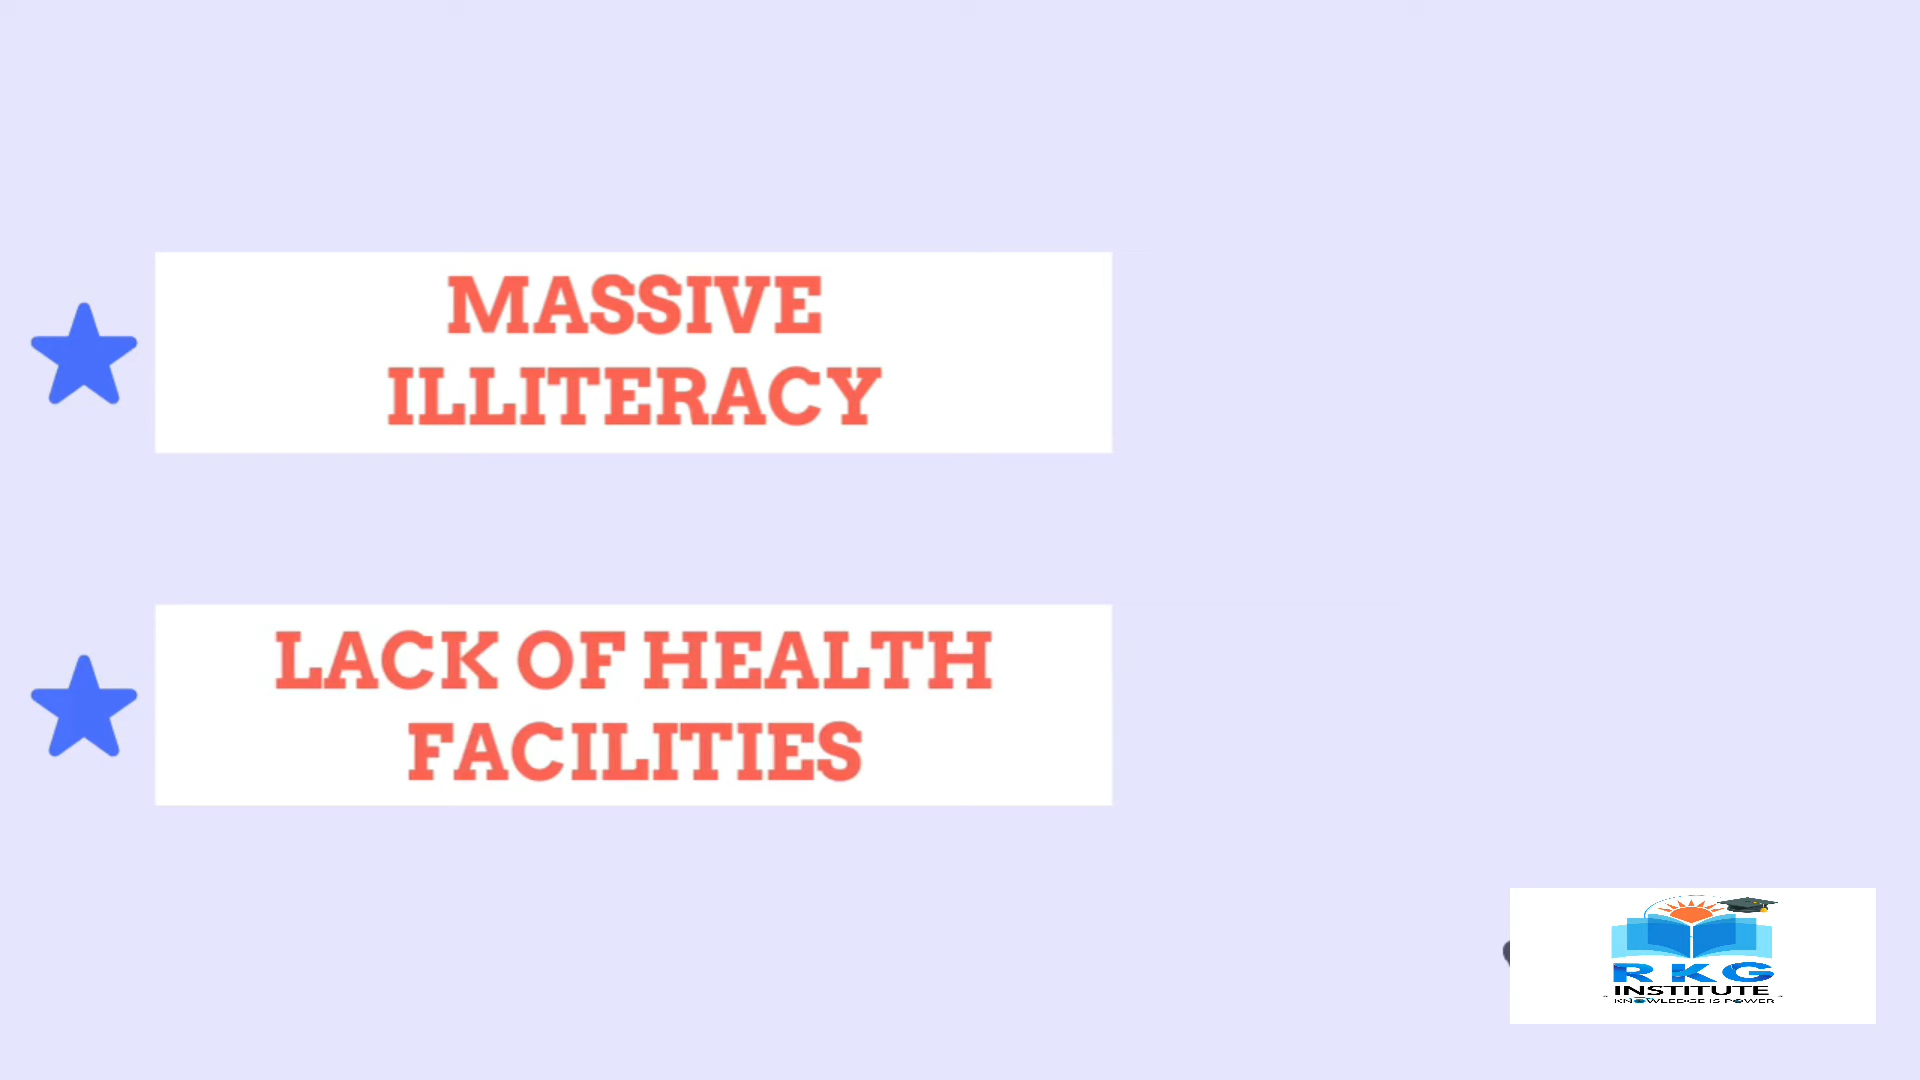 MASSIVE
ILLITERACY
LACK OF HEALTH
FACILITIES
RKG
INSTITUTE
" KNOWLEDGE IS POWER "